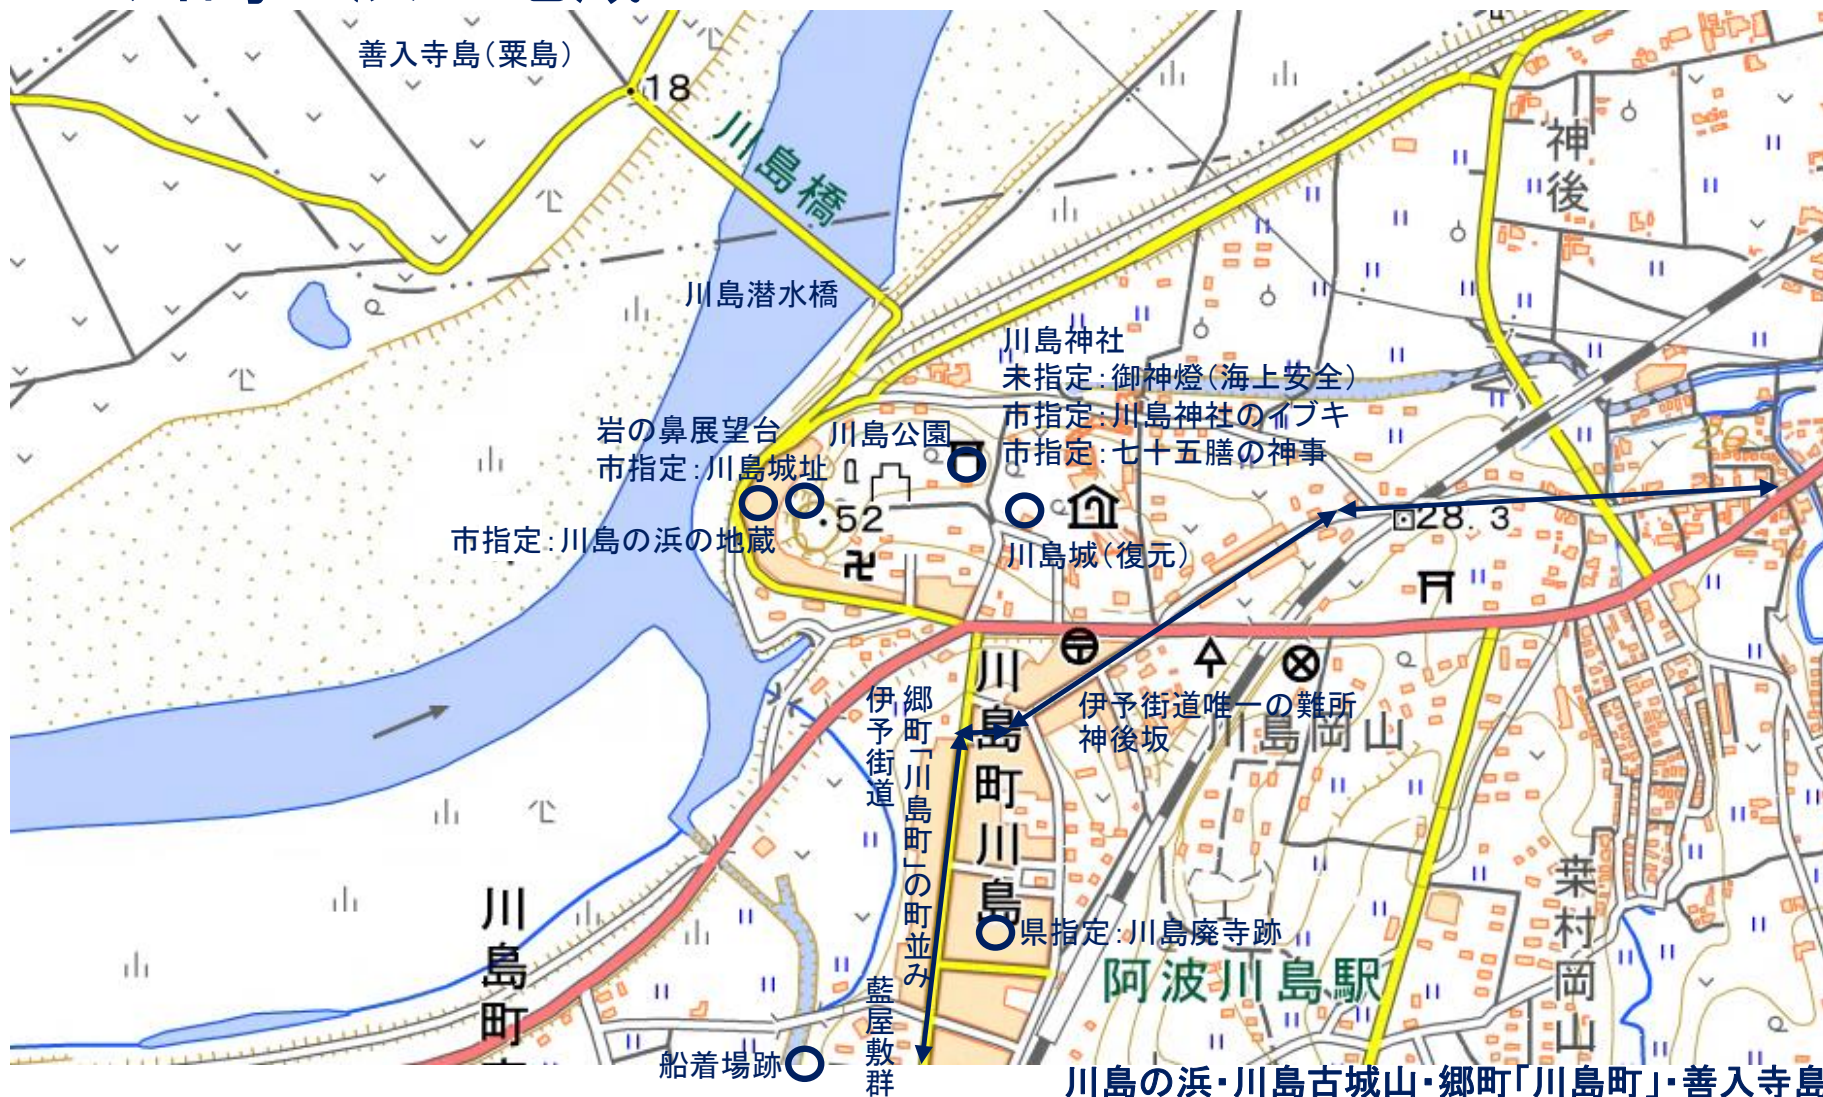 善入寺島(粟島)
18
川島橋
神後
川島潜水橋
川島神社
未指定:御神燈(海上安全)
市指定:川島神社のイブキ
市指定:七十五膳の神事
岩の鼻展望台
市指定:川島城址
川島公園
52
市指定:川島の浜の地蔵
川島城(復元)
28.3
伊予街道唯一の難所
神後坂
川島岡山
伊予街道
郷町「川島町」の町並み
川島町川島
県指定:川島廃寺跡
阿波川島駅
桒村岡山
川島町
藍屋敷群
船着場跡
川島の浜・川島古城山・郷町「川島町」・善入寺島